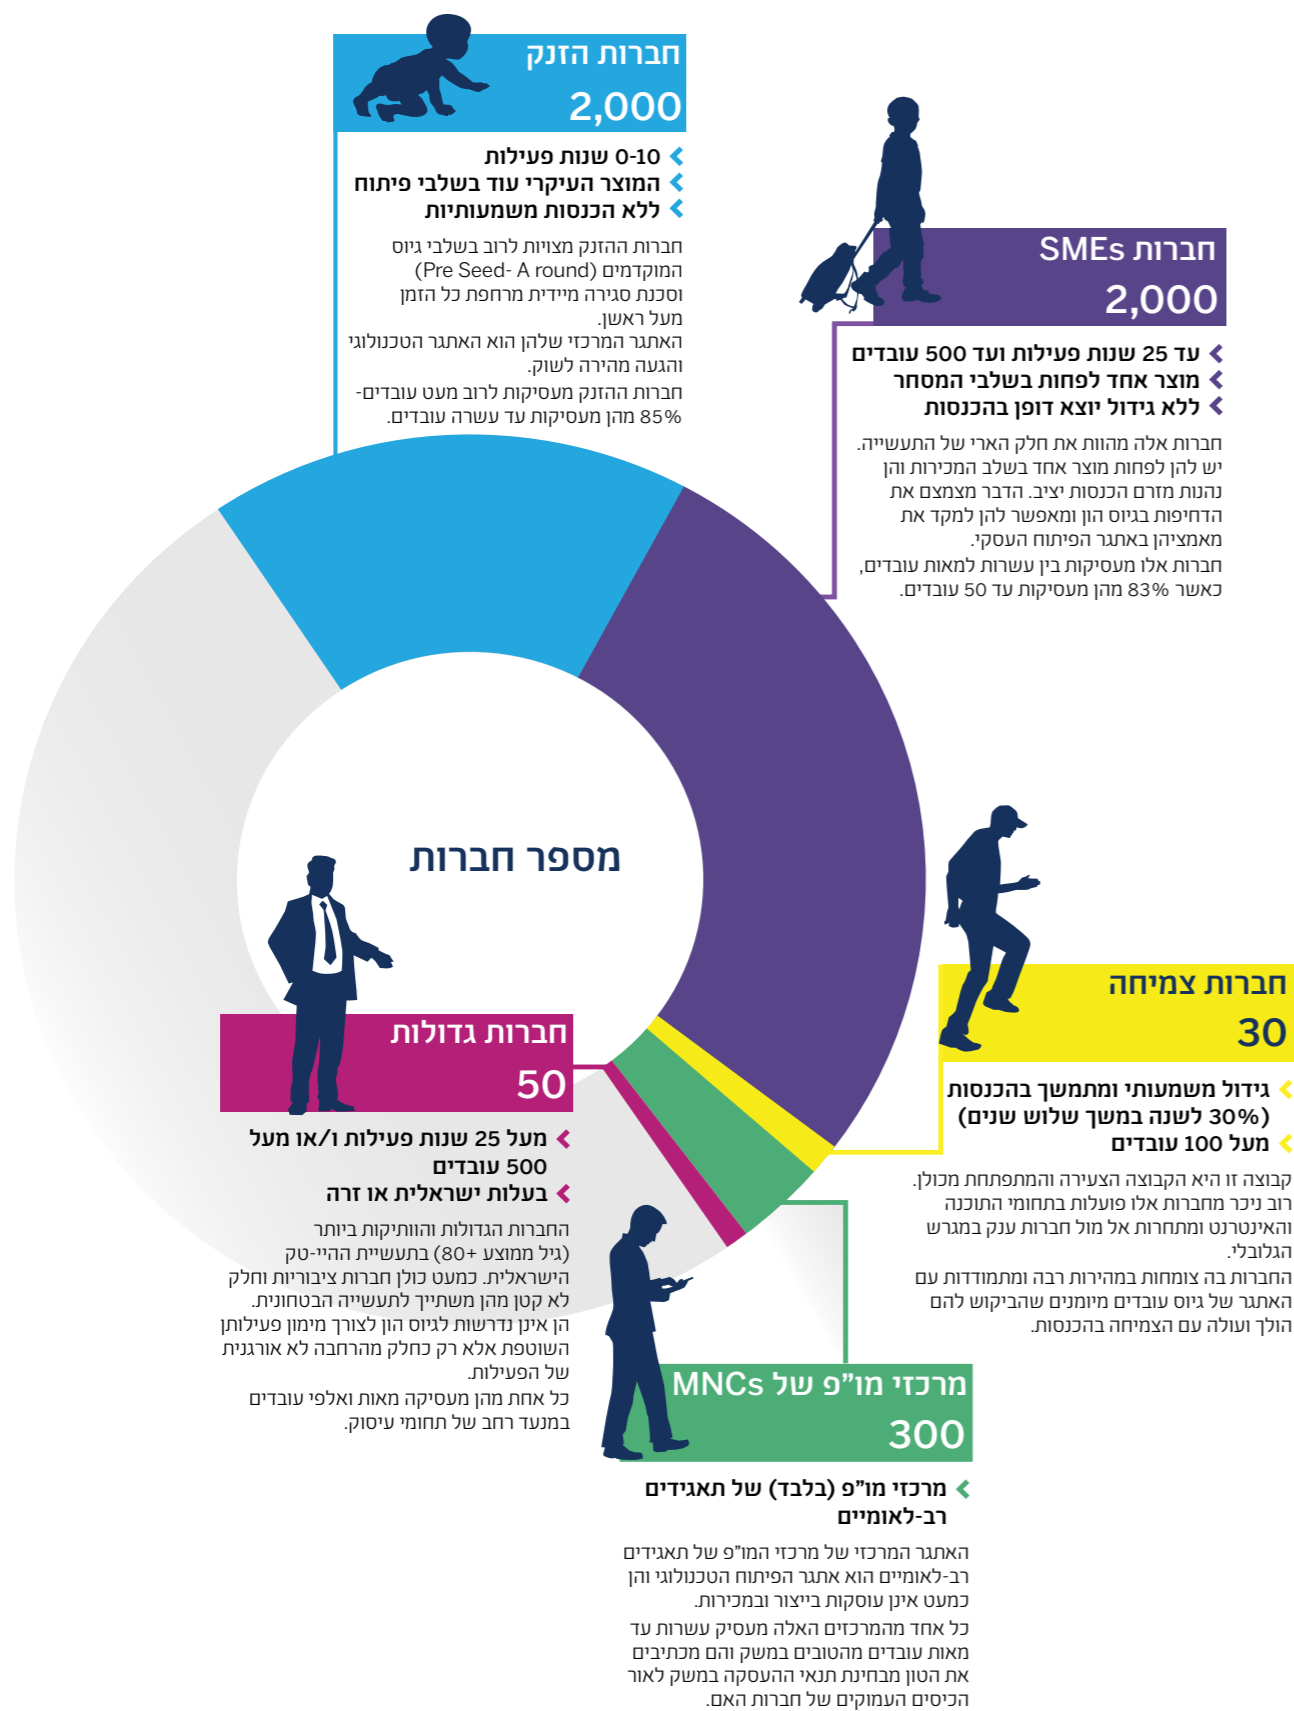 חברות הזנק
2,000
0-10 שנות פעילות
המוצר העיקרי עוד בשלבי פיתוח
ללא הכנסות משמעותיות
חברות ההזנק מצויות לרוב בשלבי גיוס
המוקדמים (Pre Seed- A round)
וסכנת סגירה מיידית מרחפת כל הזמן
מעל ראשן.
האתגר המרכזי שלהן הוא האתגר הטכנולוגי
והגעה מהירה לשוק.
חברות ההזנק מעסיקות לרוב מעט עובדים-
85% מהן מעסיקות עד עשרה עובדים.
חברות SMEs
2,000
עד 25 שנות פעילות ועד 500 עובדים
מוצר אחד לפחות בשלבי המסחר
ללא גידול יוצא דופן בהכנסות
חברות אלה מהוות את חלק הארי של התעשייה.
יש להן לפחות מוצר אחד בשלב המכירות והן
נהנות מזרם הכנסות יציב. הדבר מצמצם את
הדחיפות בגיוס הון ומאפשר להן למקד את
מאמציהן באתגר הפיתוח העסקי.
חברות אלו מעסיקות בין עשרות למאות עובדים,
כאשר 83% מהן מעסיקות עד 50 עובדים.
מספר חברות
חברות צמיחה
30
גידול משמעותי ומתמשך בהכנסות
(30% לשנה במשך שלוש שנים)
מעל 100 עובדים
קבוצה זו היא הקבוצה הצעירה והמתפתחת מכולן.
רוב ניכר מחברות אלו פועלות בתחומי התוכנה
והאינטרנט ומתחרות אל מול חברות ענק במגרש
הגלובלי.
החברות בה צומחות במהירות רבה ומתמודדות עם
האתגר של גיוס עובדים מיומנים שהביקוש להם
הולך ועולה עם הצמיחה בהכנסות.
חברות גדולות
50
מעל 25 שנות פעילות ו/או מעל
500 עובדים
בעלות ישראלית או זרה
החברות הגדולות והוותיקות ביותר
(גיל ממוצע +80) בתעשיית ההיי-טק
הישראלית. כמעט כולן חברות ציבוריות וחלק
לא קטן מהן משתייך לתעשייה הבטחונית.
הן אינן נדרשות לגיוס הון לצורך מימון פעילותן
השוטפת אלא רק כחלק מהרחבה לא אורגנית
של הפעילות.
כל אחת מהן מעסיקה מאות ואלפי עובדים
במנעד רחב של תחומי עיסוק.
מרכזי מו"פ של MNCs
300
מרכזי מו"פ (בלבד) של תאגידים
רב-לאומיים
האתגר המרכזי של מרכזי המו"פ של תאגידים
רב-לאומיים הוא אתגר הפיתוח הטכנולוגי והן
כמעט אינן עוסקות בייצור ובמכירות.
כל אחד מהמרכזים האלה מעסיק עשרות עד
מאות עובדים מהטובים במשק והם מכתיבים
את הטון מבחינת תנאי ההעסקה במשק לאור
הכיסים העמוקים של חברות האם.